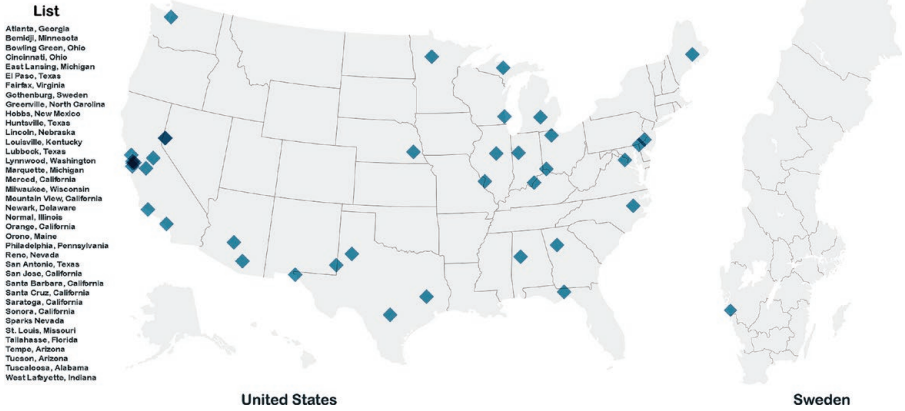 List
Atlanta, Georgia
Bemidji, Minnesota
Bowling Green, Ohio
Cincinnati, Ohio
East Lansing, Michigan
El Paso, Texas
Fairfax, Virginia
Gothenburg, Sweden
Greenville, North Carolina
Hobbs, New Mexico
Huntsville, Texas
Lincoln, Nebraska
Louisville, Kentucky
Lubbock, Texas
Lynnwood, Washington
Marquette, Michigan
Merced, California
Milwaukee, Wisconsin
Mountain View, California
Newark, Delaware
Normal, Illinois
Orange, California
Orono, Maine
Philadelphia, Pennsylvania
Reno, Nevada
San Antonio, Texas
San Jose, California
Santa Barbara, California
Santa Cruz, California
Saratoga, California
Sonora, California
Sparks Nevada
St. Louis, Missouri
Tallahasse, Florida
Tempe, Arizona
Tucson, Arizona
Tuscaloosa, Alabama
West Lafayette, Indiana
United States
Sweden